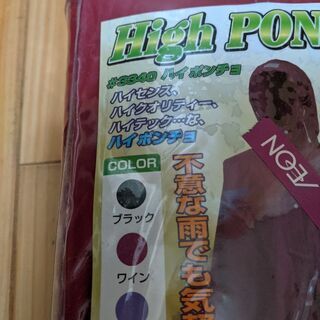 High PON
#3340 ハイポンチョ
ハイセンス、
ハイクオリティー、
ハイテック…な、
ハイポンチョ
COLOR
ブラック
ワイン
不意な雨でも気
ÆON